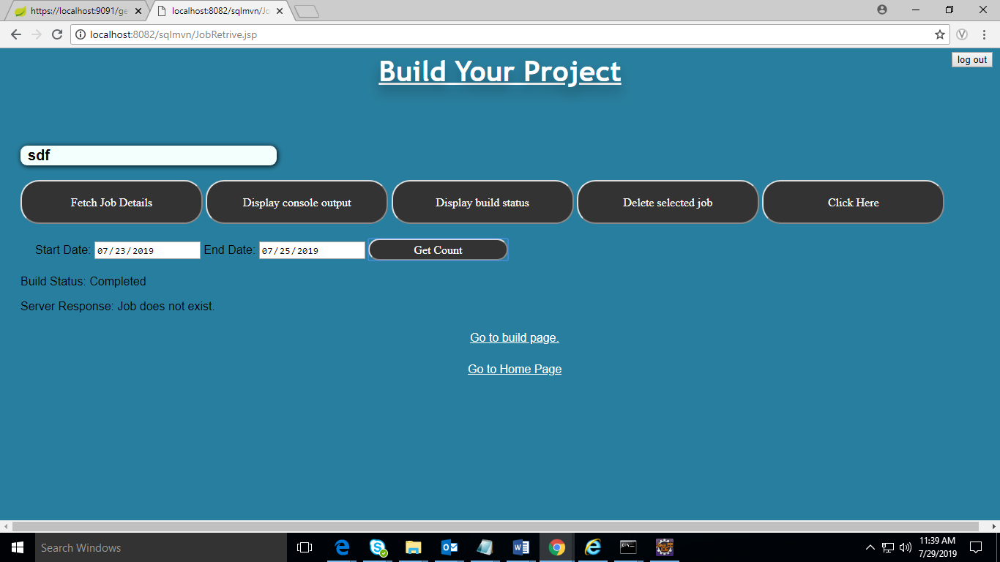 https://localhost:9091/ge
localhost:8082/sqlmvn/Jo
localhost:8082/sqlmvn/JobRetrive.jsp
log out
Build Your Project
sdf
Fetch Job Details Display console output Display build status Delete selected job Click Here
Start Date: 07/23/2019 End Date: 07/25/2019 Get Count
Build Status: Completed
Server Response: Job does not exist.
Go to build page.
Go to Home Page
Search Windows
11:39 AM
7/29/2019